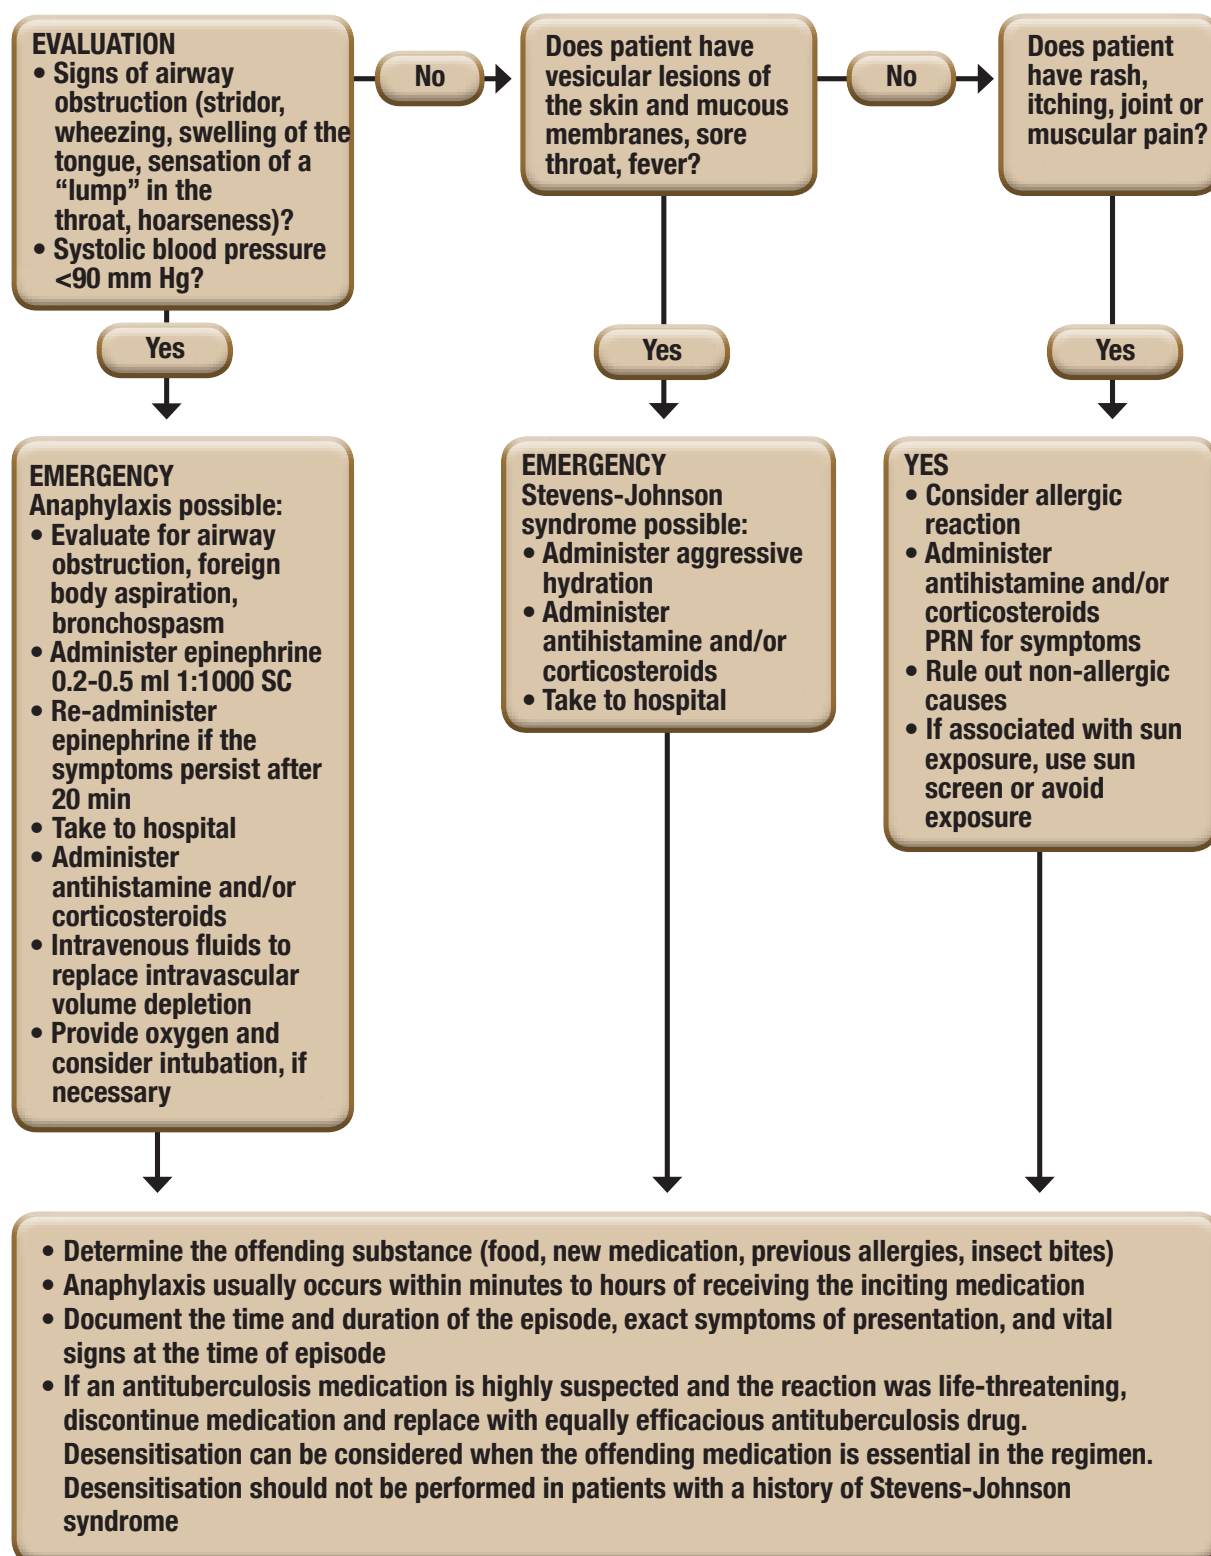 EVALUATION
• Signs of airway
obstruction (stridor,
wheezing, swelling of the
tongue, sensation of a
“lump” in the
throat, hoarseness)?
• Systolic blood pressure
<90 mm Hg?
No
Does patient have
vesicular lesions of
the skin and mucous
membranes, sore
throat, fever?
No
Does patient
have rash,
itching, joint or
muscular pain?
Yes
Yes
Yes
EMERGENCY
Anaphylaxis possible:
• Evaluate for airway
obstruction, foreign
body aspiration,
bronchospasm
• Administer epinephrine
0.2-0.5 ml 1:1000 SC
• Re-administer
epinephrine if the
symptoms persist after
20 min
• Take to hospital
• Administer
antihistamine and/or
corticosteroids
• Intravenous fluids to
replace intravascular
volume depletion
• Provide oxygen and
consider intubation, if
necessary
EMERGENCY
Stevens-Johnson
syndrome possible:
• Administer aggressive
hydration
• Administer
antihistamine and/or
corticosteroids
• Take to hospital
YES
• Consider allergic
reaction
• Administer
antihistamine and/or
corticosteroids
PRN for symptoms
• Rule out non-allergic
causes
• If associated with sun
exposure, use sun
screen or avoid
exposure
• Determine the offending substance (food, new medication, previous allergies, insect bites)
• Anaphylaxis usually occurs within minutes to hours of receiving the inciting medication
• Document the time and duration of the episode, exact symptoms of presentation, and vital
signs at the time of episode
• If an antituberculosis medication is highly suspected and the reaction was life-threatening,
discontinue medication and replace with equally efficacious antituberculosis drug.
Desensitisation can be considered when the offending medication is essential in the regimen.
Desensitisation should not be performed in patients with a history of Stevens-Johnson
syndrome